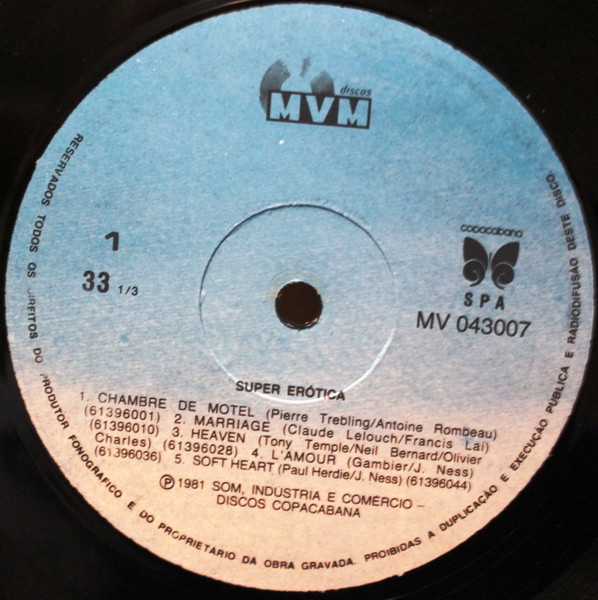 discos
MVM
copacabana
SPA
MV 043007
1
33 1/3
SUPER ERÓTICA
1. CHAMBRE DE MOTEL (Pierre Trebling/Antoine Rombeau)
(61396001) 2. MARRIAGE (Claude Lelouch/Francis Lai)
(61396010) 3. HEAVEN (Tony Temple/Neil Bernard/Olivier
Charles) (61396028) 4. L'AMOUR (Gambier/J. Ness)
(61396036) 5. SOFT HEART (Paul Herdie/J. Ness) (61396044)
℗ 1981 SOM, INDUSTRIA E COMÉRCIO -
DISCOS COPACABANA
RESERVADOS TODOS OS DIREITOS DO PRODUTOR FONOGRÁFICO E DO PROPRIETARIO DA OBRA GRAVADA. PROIBIDAS A DUPLICAÇÃO E EXECUÇÃO PÚBLICA E RADIODIFUSÃO DESTE DISCO.